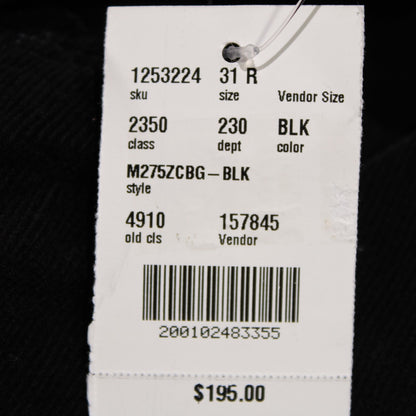 1253224 31 R
sku size Vendor Size
2350 230 BLK
class dept color
M275ZCBG-BLK
style
4910 157845
old cls Vendor
200102483355
$195.00